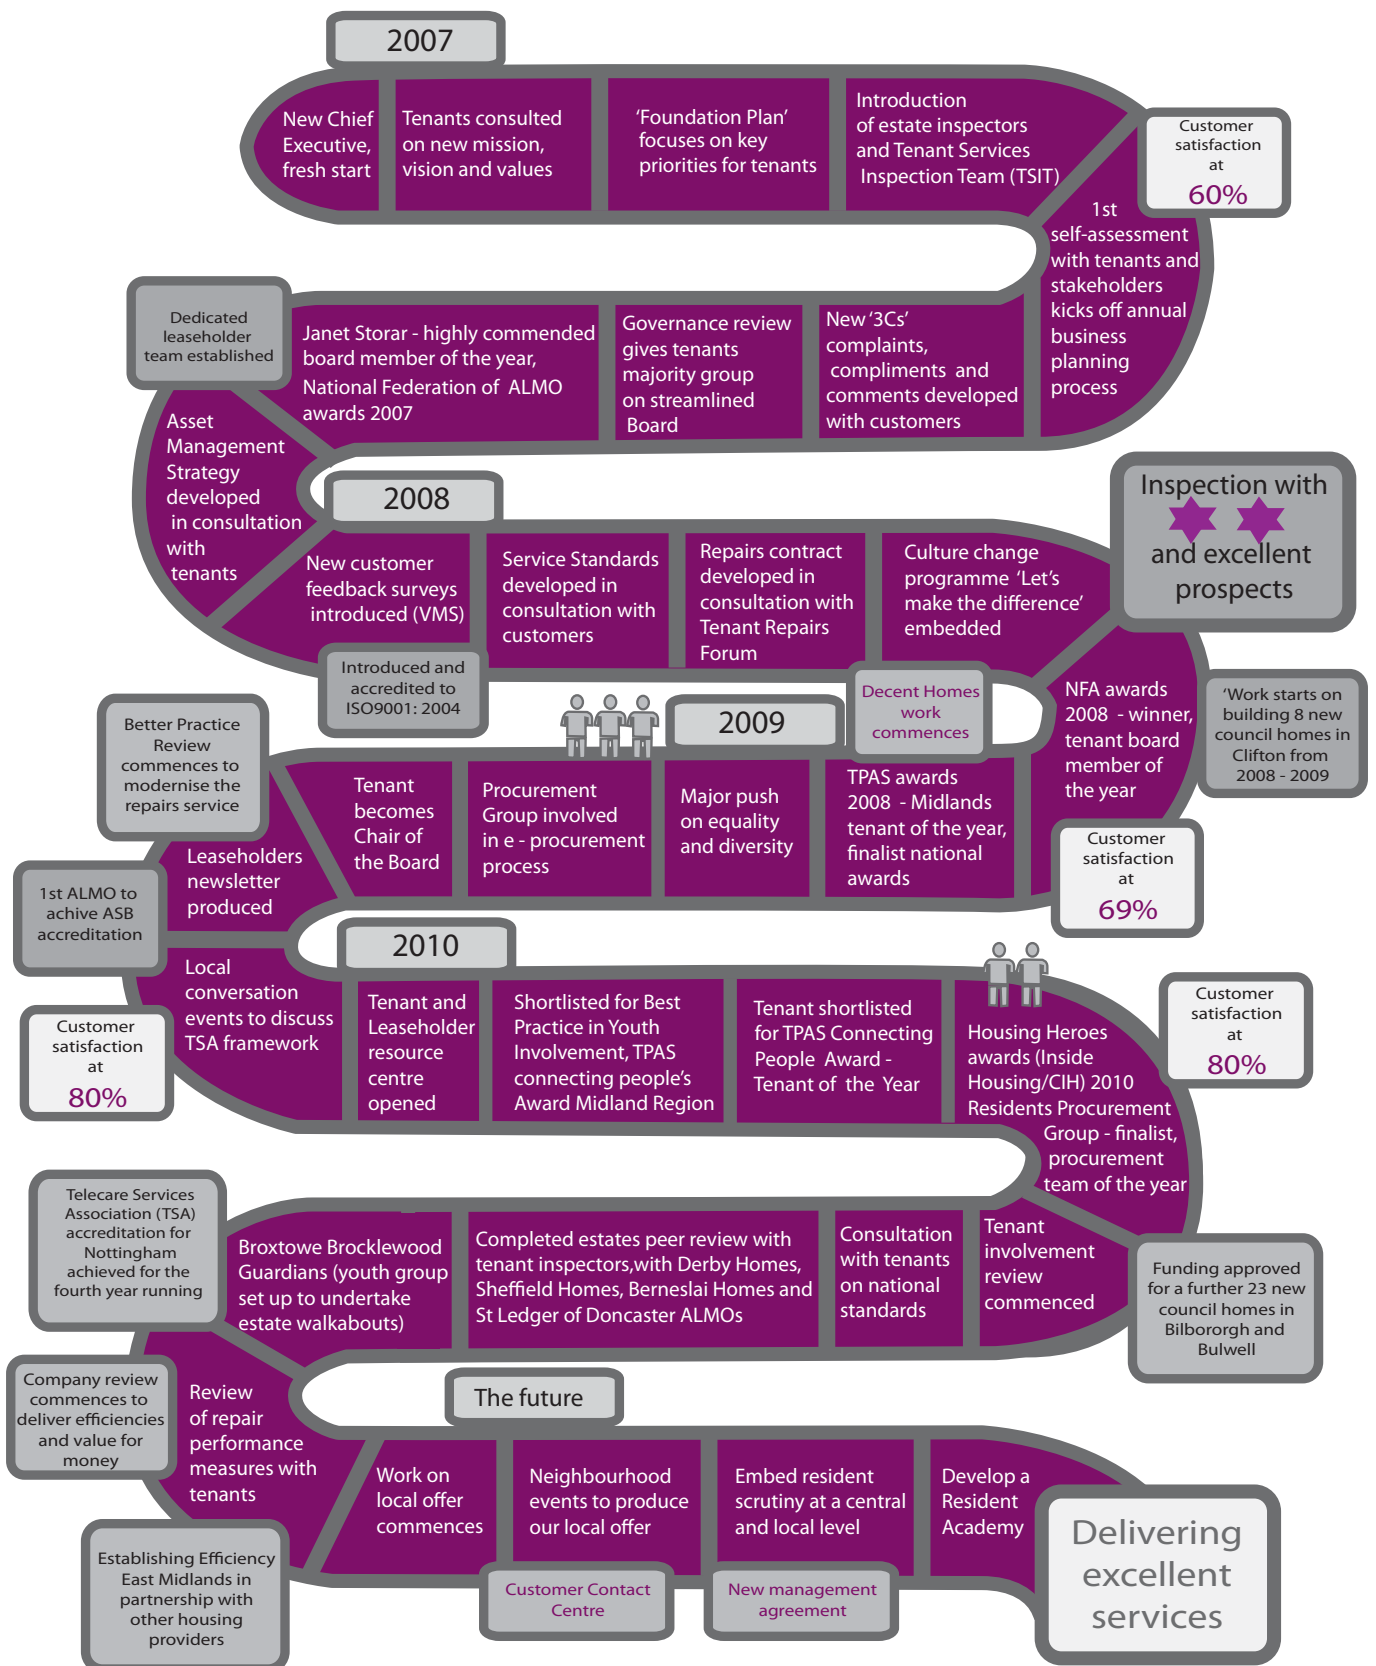 2007
New Chief
Executive,
fresh start
Tenants consulted
on new mission,
vision and values
‘Foundation Plan’
focuses on key
priorities for tenants
Introduction
of estate inspectors
and Tenant Services
Inspection Team (TSIT)
Customer
satisfaction
at
60%
1st
self-assessment
with tenants and
stakeholders
kicks off annual
business
planning
process
New ‘3Cs’
complaints,
compliments and
comments developed
with customers
Governance review
gives tenants
majority group
on streamlined
Board
Janet Storar - highly commended
board member of the year,
National Federation of ALMO
awards 2007
Dedicated
leaseholder
team established
Asset
Management
Strategy
developed
in consultation
with
tenants
2008
New customer
feedback surveys
introduced (VMS)
Introduced and
accredited to
ISO9001: 2004
Service Standards
developed in
consultation with
customers
Repairs contract
developed in
consultation with
Tenant Repairs
Forum
Culture change
programme ‘Let’s
make the difference’
embedded
Inspection with
and excellent
prospects
NFA awards
2008 - winner,
tenant board
member of
the year
‘Work starts on
building 8 new
council homes in
Clifton from
2008 - 2009
Customer
satisfaction
at
69%
Decent Homes
work
commences
TPAS awards
2008 - Midlands
tenant of the year,
finalist national
awards
2009
Major push
on equality
and diversity
Procurement
Group involved
in e - procurement
process
Tenant
becomes
Chair of
the Board
Better Practice
Review
commences to
modernise the
repairs service
Leaseholders
newsletter
produced
1st ALMO to
achive ASB
accreditation
Local
conversation
events to discuss
TSA framework
Customer
satisfaction
at
80%
2010
Tenant and
Leaseholder
resource
centre
opened
Shortlisted for Best
Practice in Youth
Involvement, TPAS
connecting people’s
Award Midland Region
Tenant shortlisted
for TPAS Connecting
People Award -
Tenant of the Year
Housing Heroes
awards (Inside
Housing/CIH) 2010
Residents Procurement
Group - finalist,
procurement
team of the year
Customer
satisfaction
at
80%
Funding approved
for a further 23 new
council homes in
Bilbororgh and
Bulwell
Tenant
involvement
review
commenced
Consultation
with tenants
on national
standards
Completed estates peer review with
tenant inspectors,with Derby Homes,
Sheffield Homes, Berneslai Homes and
St Ledger of Doncaster ALMOs
Broxtowe Brocklewood
Guardians (youth group
set up to undertake
estate walkabouts)
Telecare Services
Association (TSA)
accreditation for
Nottingham
achieved for the
fourth year running
Company review
commences to
deliver efficiencies
and value for
money
Review
of repair
performance
measures with
tenants
Establishing Efficiency
East Midlands in
partnership with
other housing
providers
The future
Work on
local offer
commences
Neighbourhood
events to produce
our local offer
Customer Contact
Centre
Embed resident
scrutiny at a central
and local level
New management
agreement
Develop a
Resident
Academy
Delivering
excellent
services